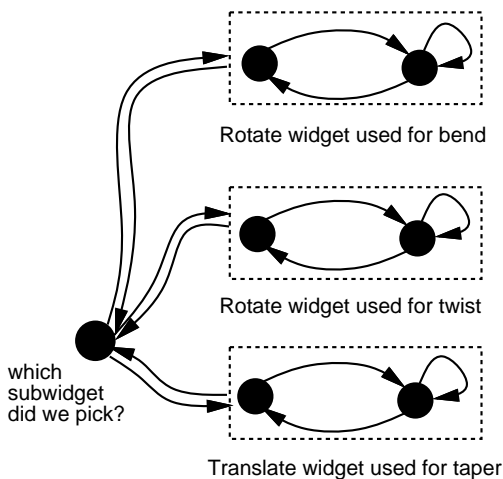 Rotate widget used for bend
Rotate widget used for twist
which
subwidget
did we pick?
Translate widget used for taper